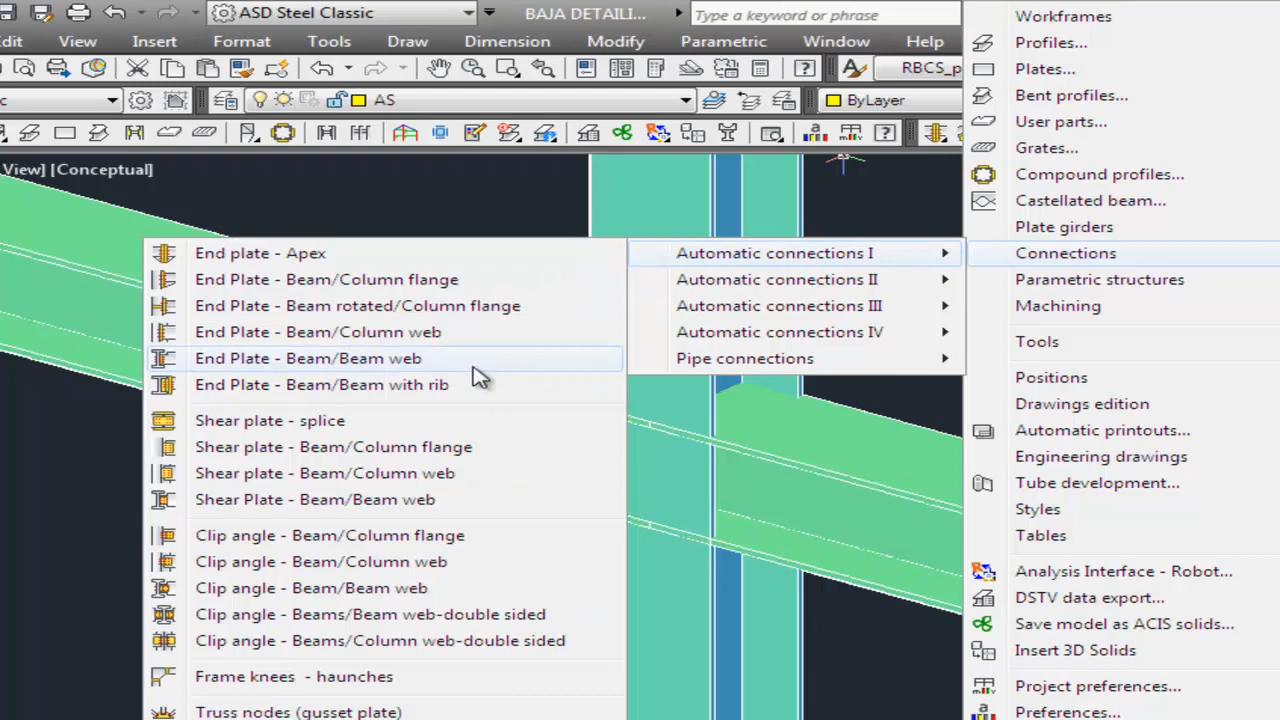 ASD Steel Classic
BAJA DETAILI...
Type a keyword or phrase
View
Insert
Format
Tools
Draw
Dimension
Parametric
Modify
Window
Help
RBCS_p
AS
ByLayer
View] [Conceptual]
End plate - Apex
End Plate - Beam/Column flange
End Plate - Beam rotated/Column flange
End Plate - Beam/Column web
End Plate - Beam/Beam web
End Plate - Beam/Beam with rib
Shear plate - splice
Shear plate - Beam/Column flange
Shear plate - Beam/Column web
Shear Plate - Beam/Beam web
Clip angle - Beam/Column flange
Clip angle - Beam/Column web
Clip angle - Beam/Beam web
Clip angle - Beams/Beam web-double sided
Clip angle - Beams/Column web-double sided
Frame knees - haunches
Truss nodes (gusset plate)
Automatic connections I
Automatic connections II
Automatic connections III
Automatic connections IV
Pipe connections
Workframes
Profiles...
Plates...
Bent profiles...
User parts...
Grates...
Compound profiles...
Castellated beam...
Plate girders
Connections
Parametric structures
Machining
Tools
Positions
Drawings edition
Automatic printouts...
Engineering drawings
Tube development...
Styles
Tables
Analysis Interface - Robot...
DSTV data export...
Save model as ACIS solids...
Insert 3D Solids
Project preferences...
Preferences...